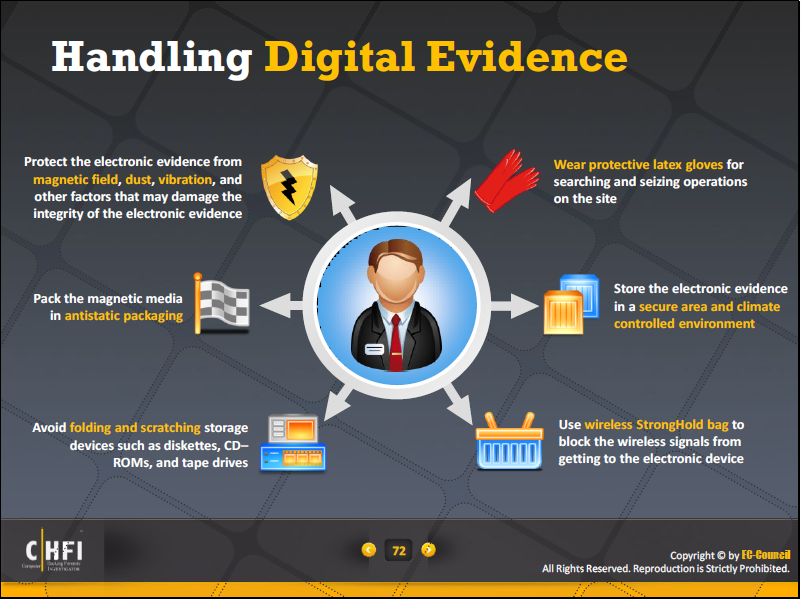 Handling Digital Evidence
Protect the electronic evidence from
magnetic field, dust, vibration, and
other factors that may damage the
integrity of the electronic evidence
Wear protective latex gloves for
searching and seizing operations
on the site
Pack the magnetic media
in antistatic packaging
Store the electronic evidence
in a secure area and climate
controlled environment
Avoid folding and scratching storage
devices such as diskettes, CD–
ROMs, and tape drives
Use wireless StrongHold bag to
block the wireless signals from
getting to the electronic device
CHFI
72
Copyright © by EC-Council
All Rights Reserved. Reproduction is Strictly Prohibited.